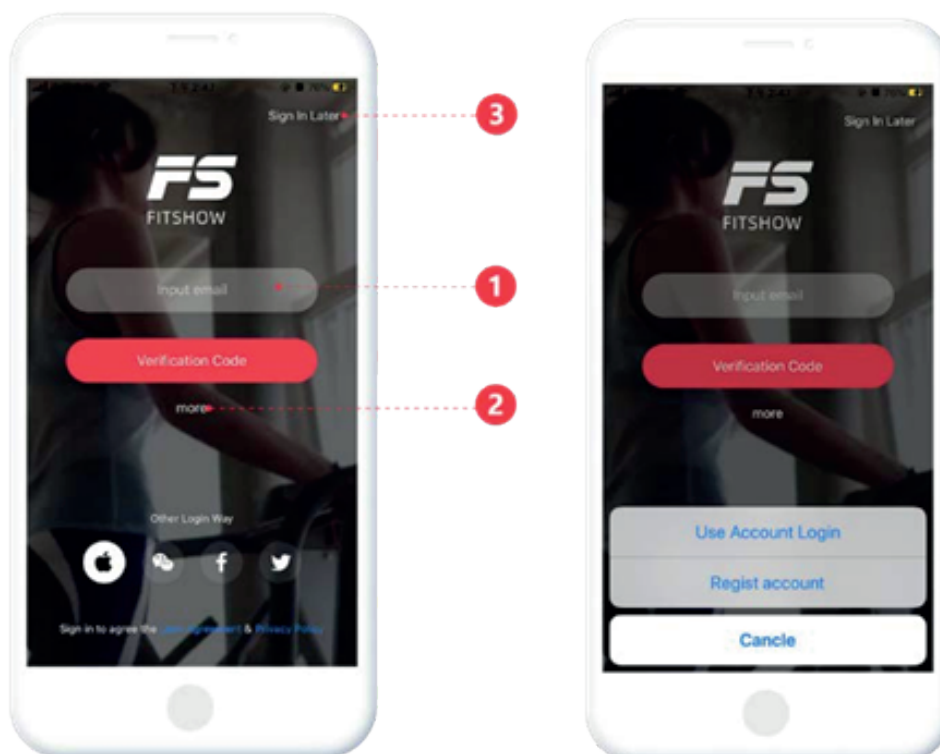 Sign In Later
3
FS
FITSHOW
Input email
1
Verification Code
more
2
Other Login Way
f
Sign in to agree the User Agreement & Privacy Policy
Sign In Later
FS
FITSHOW
Input email
Verification Code
more
Use Account Login
Regist account
Cancle